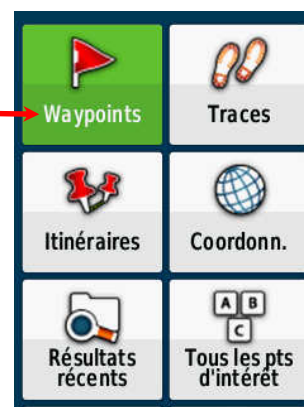 Waypoints
Traces
Itinéraires
Coordonn.
Résultats
récents
A B
C
Tous les pts
d'intérêt